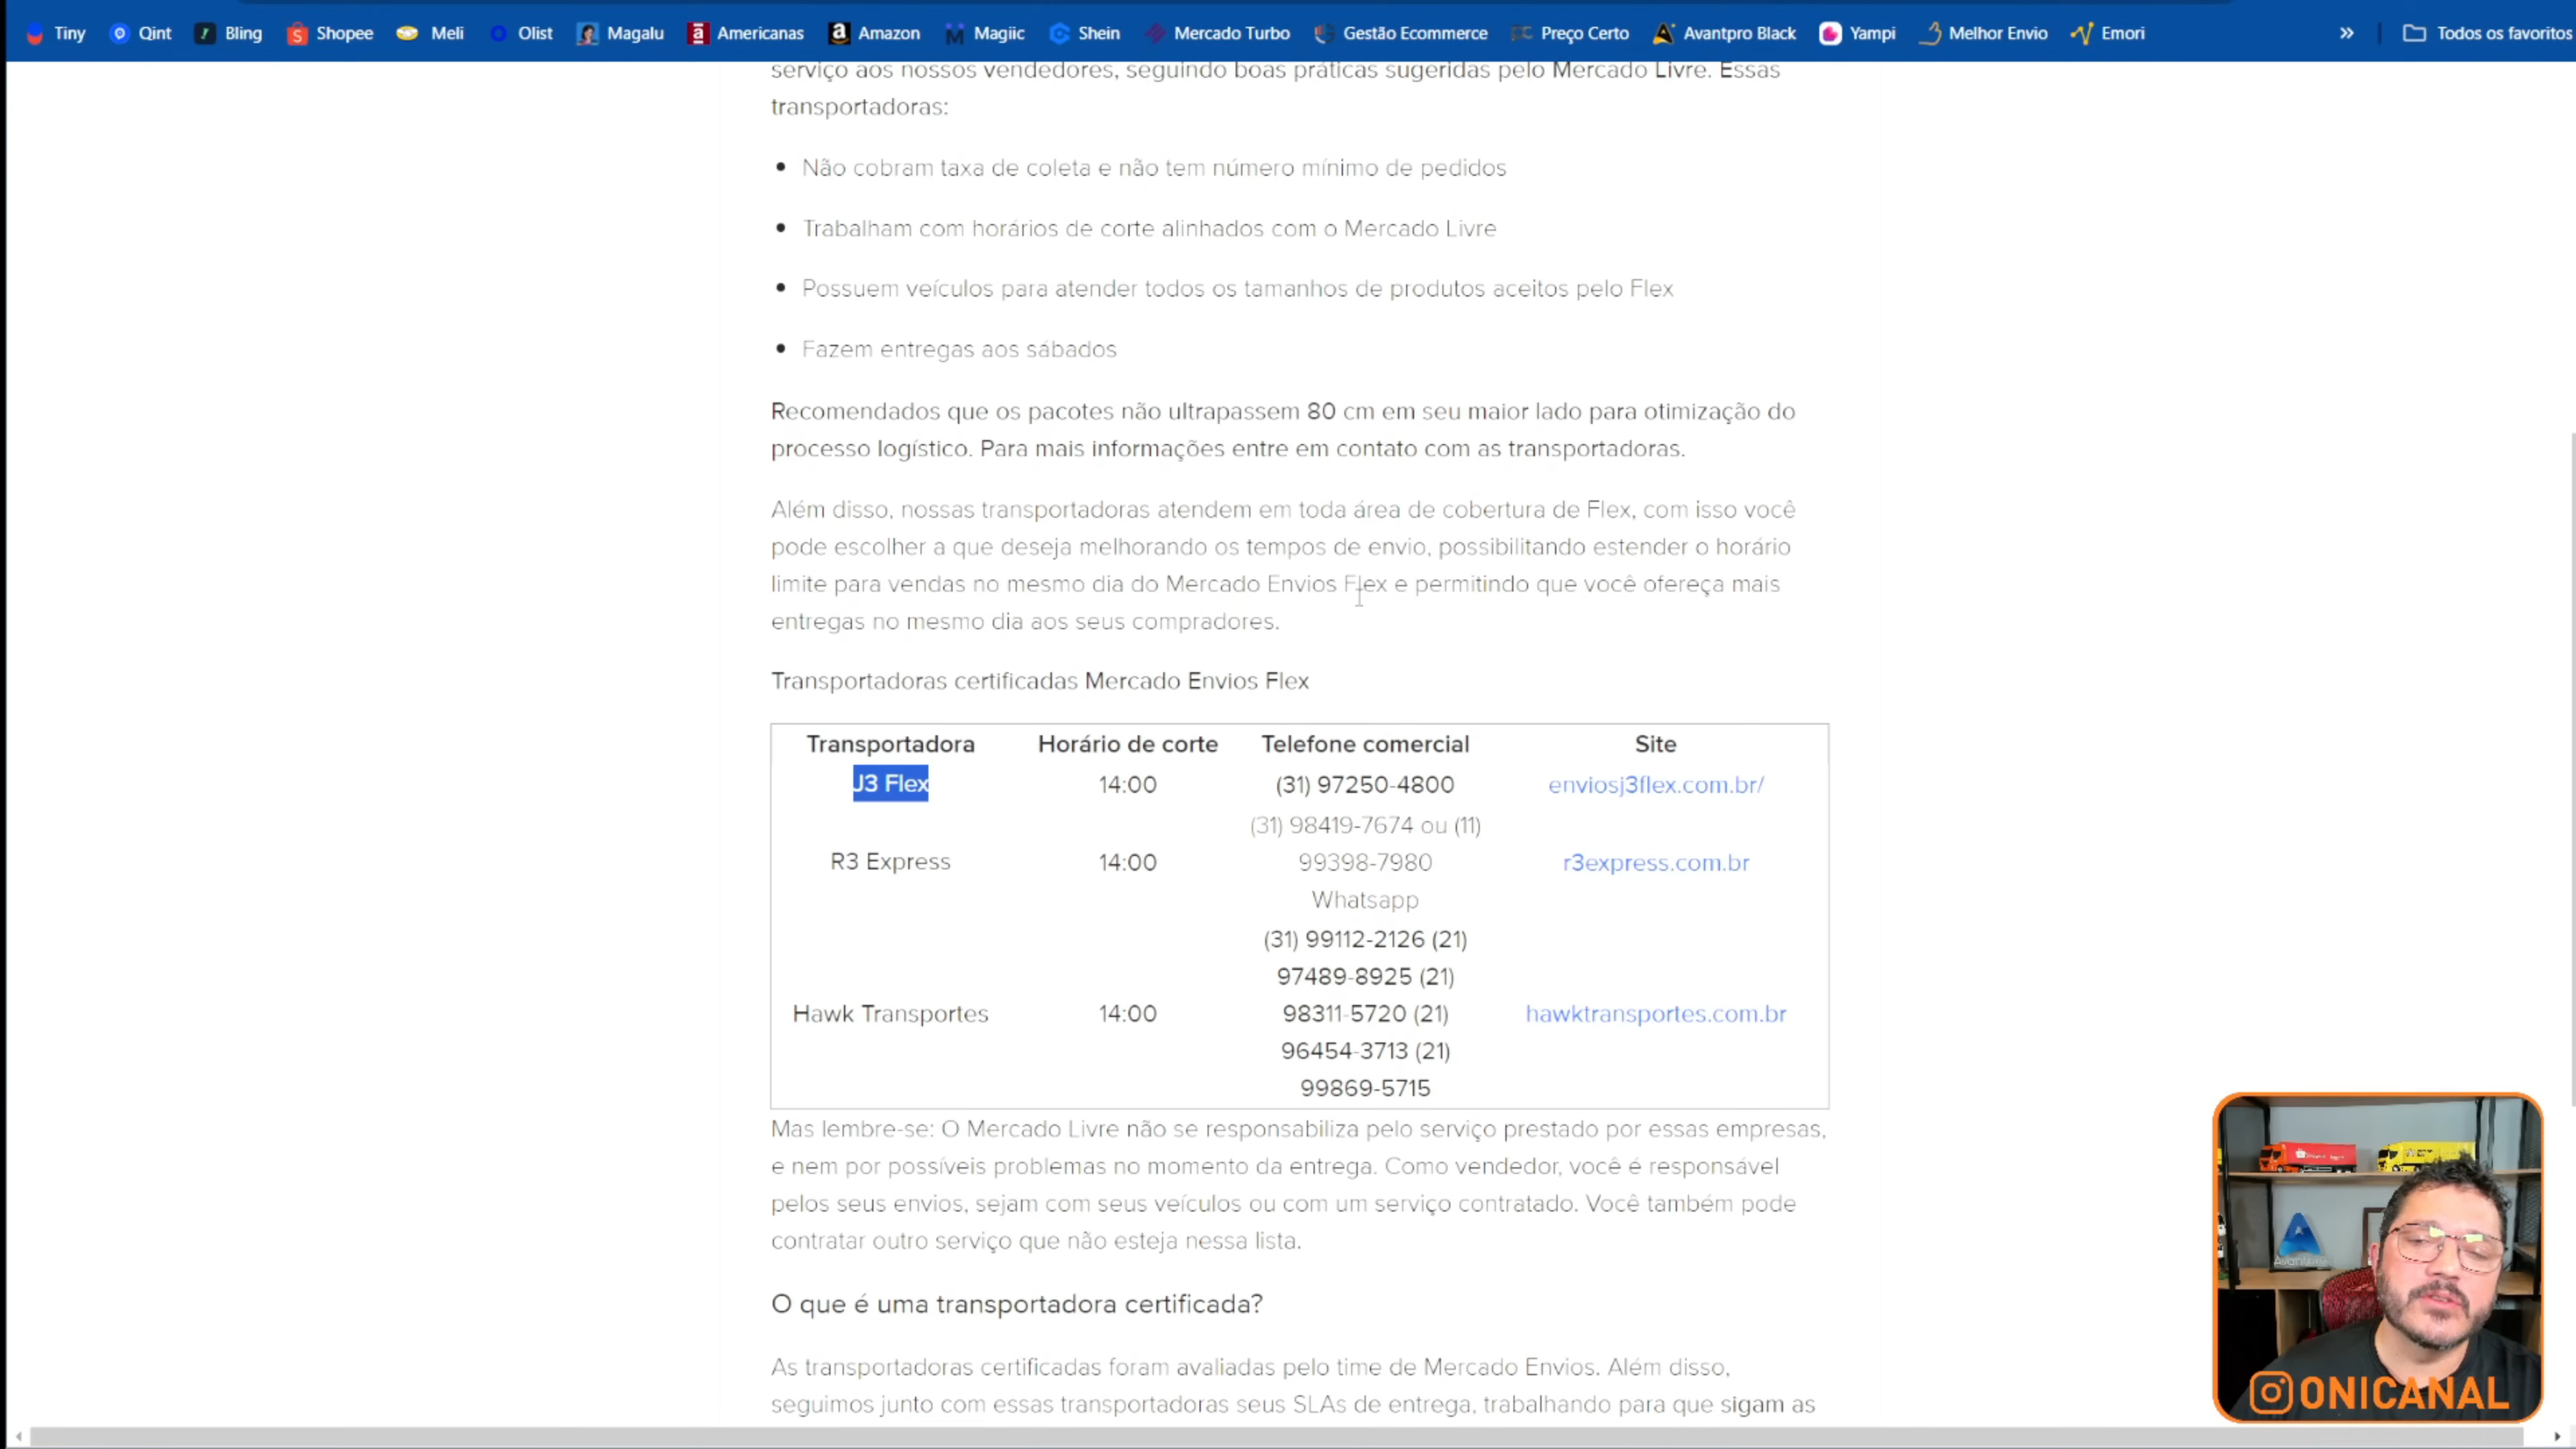 Tiny Qint Bling Shopee Meli Olist Magalu Americanas Amazon Magiic Shein Mercado Turbo Gestão Ecommerce Preço Certo Avantpro Black Yampi Melhor Envio Emori » Todos os favoritos
serviço aos nossos vendedores, seguindo boas práticas sugeridas pelo Mercado Livre. Essas
transportadoras:
• Não cobram taxa de coleta e não tem número mínimo de pedidos
• Trabalham com horários de corte alinhados com o Mercado Livre
• Possuem veículos para atender todos os tamanhos de produtos aceitos pelo Flex
• Fazem entregas aos sábados
Recomendados que os pacotes não ultrapassem 80 cm em seu maior lado para otimização do
processo logístico. Para mais informações entre em contato com as transportadoras.
Além disso, nossas transportadoras atendem em toda área de cobertura de Flex, com isso você
pode escolher a que deseja melhorando os tempos de envio, possibilitando estender o horário
limite para vendas no mesmo dia do Mercado Envios Flex e permitindo que você ofereça mais
entregas no mesmo dia aos seus compradores.
Transportadoras certificadas Mercado Envios Flex
Transportadora Horário de corte Telefone comercial Site
J3 Flex 14:00 (31) 97250-4800 enviosj3flex.com.br/
(31) 98419-7674 ou (11)
R3 Express 14:00 99398-7980 r3express.com.br
Whatsapp
(31) 99112-2126 (21)
97489-8925 (21)
Hawk Transportes 14:00 98311-5720 (21) hawktransportes.com.br
96454-3713 (21)
99869-5715
Mas lembre-se: O Mercado Livre não se responsabiliza pelo serviço prestado por essas empresas,
e nem por possíveis problemas no momento da entrega. Como vendedor, você é responsável
pelos seus envios, sejam com seus veículos ou com um serviço contratado. Você também pode
contratar outro serviço que não esteja nessa lista.
O que é uma transportadora certificada?
As transportadoras certificadas foram avaliadas pelo time de Mercado Envios. Além disso,
seguimos junto com essas transportadoras seus SLAs de entrega, trabalhando para que sigam as
ONICANAL